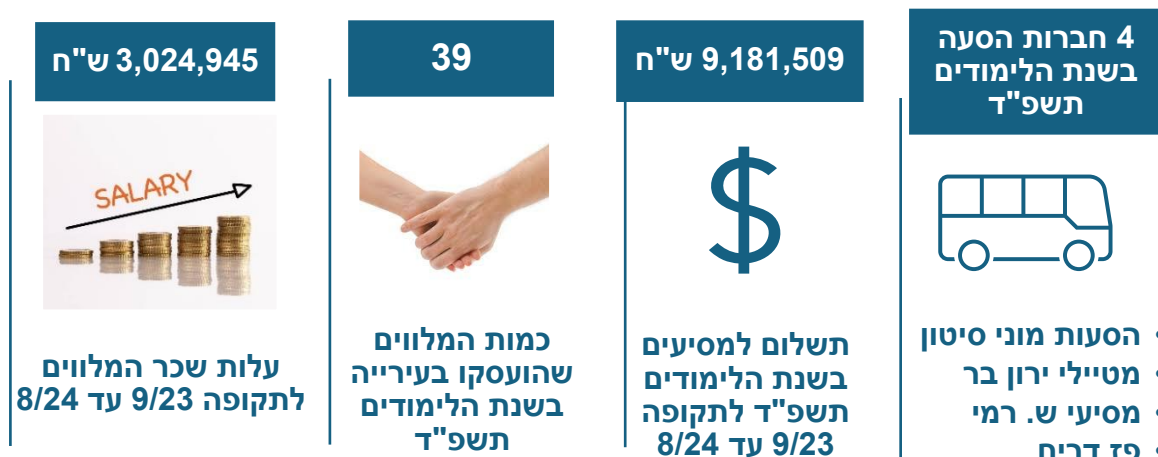 4 חברות הסעה
בשנת הלימודים
תשפ"ד
• הסעות מוני סיטון
• מטיילי ירון בר
• מסיעי ש. רמי
• פז דרים
9,181,509 ש"ח
$
תשלום למסיעים
בשנת הלימודים
תשפ"ד לתקופה
9/23 עד 8/24
39
כמות המלווים
שהועסקו בעירייה
בשנת הלימודים
תשפ"ד
3,024,945 ש"ח
SALARY
עלות שכר המלווים
לתקופה 9/23 עד 8/24